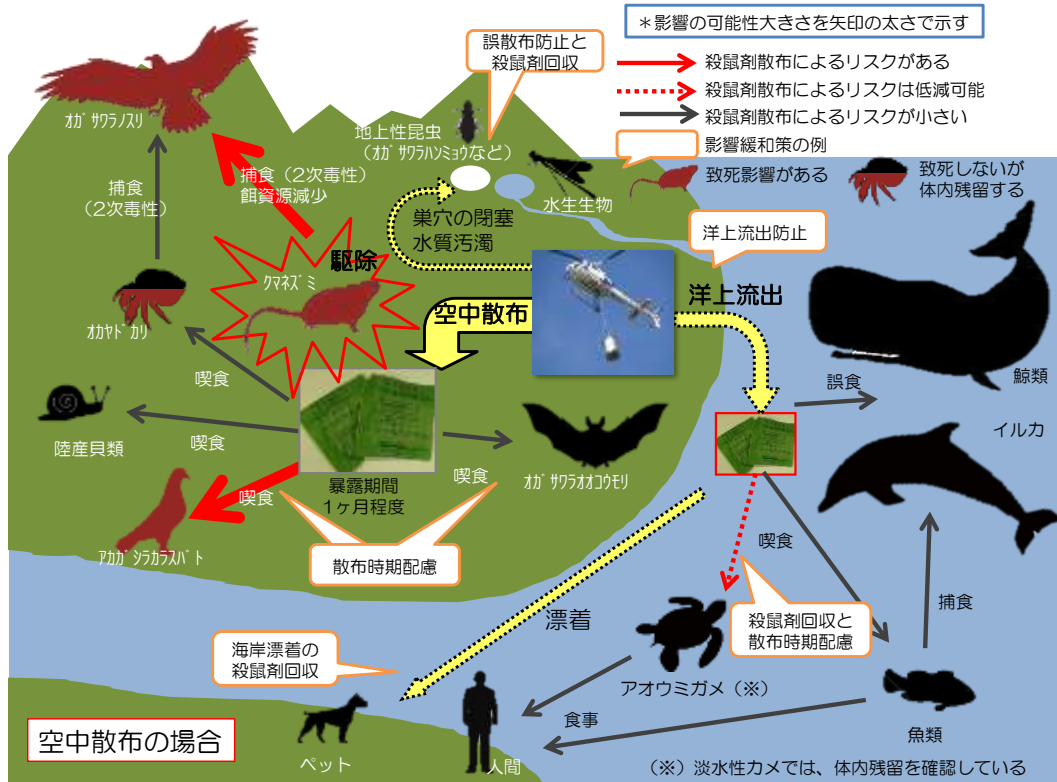 ＊影響の可能性大きさを矢印の太さで示す
殺鼠剤散布によるリスクがある
殺鼠剤散布によるリスクは低減可能
殺鼠剤散布によるリスクが小さい
影響緩和策の例
致死影響がある
致死しないが
体内残留する
誤散布防止と
殺鼠剤回収
ｵｶﾞｻﾜﾗﾉｽﾘ
地上性昆虫
（ｵｶﾞｻﾜﾗﾊﾝﾐｮｳなど）
水生生物
捕食
（2次毒性）
捕食（2次毒性）
餌資源減少
巣穴の閉塞
水質汚濁
洋上流出防止
駆除
ｸﾏﾈｽﾞﾐ
空中散布
洋上流出
ｵｶﾔﾄﾞｶﾘ
喫食
誤食
鯨類
陸産貝類
喫食
喫食
喫食
ｵｶﾞｻﾜﾗｵｵｺｳﾓﾘ
イルカ
暴露期間
1ヶ月程度
ｱｶｶﾞｼﾗｶﾗｽﾊﾞﾄ
散布時期配慮
喫食
捕食
漂着
殺鼠剤回収と
散布時期配慮
海岸漂着の
殺鼠剤回収
アオウミガメ（※）
食事
魚類
空中散布の場合
ペット
人間
（※）淡水性カメでは、体内残留を確認している